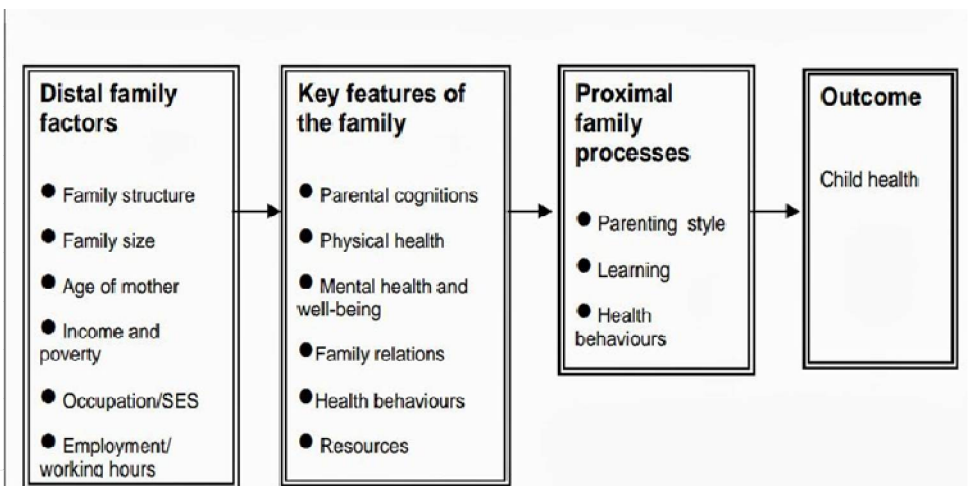 Distal family
factors
● Family structure
● Family size
● Age of mother
● Income and
poverty
● Occupation/SES
● Employment/
working hours
Key features of
the family
● Parental cognitions
● Physical health
● Mental health and
well-being
●Family relations
●Health behaviours
● Resources
Proximal
family
processes
● Parenting style
● Learning
● Health
behaviours
Outcome
Child health